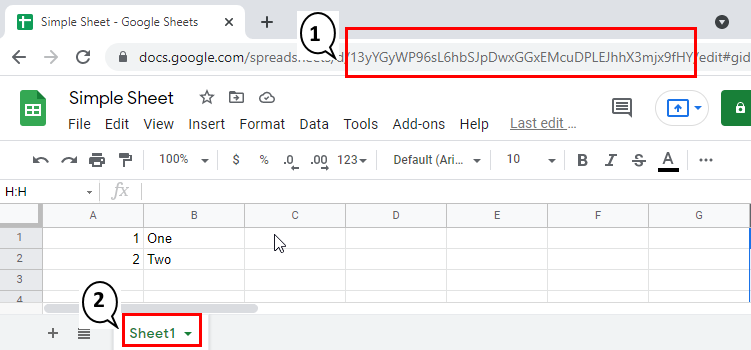 Simple Sheet - Google Sheets
1
docs.google.com/spreadsheets/d/13yYGyWP96sL6hbSJpDwxGGxEMcuDPLEJhhX3mjx9fHY/edit#gid
Simple Sheet
File Edit View Insert Format Data Tools Add-ons Help Last edit ...
100% $ % .0 .00 123 Default (Ari... 10 B I S A
H:H fx
A B C D E F G
1 1 One
2 2 Two
3
4
2
Sheet1